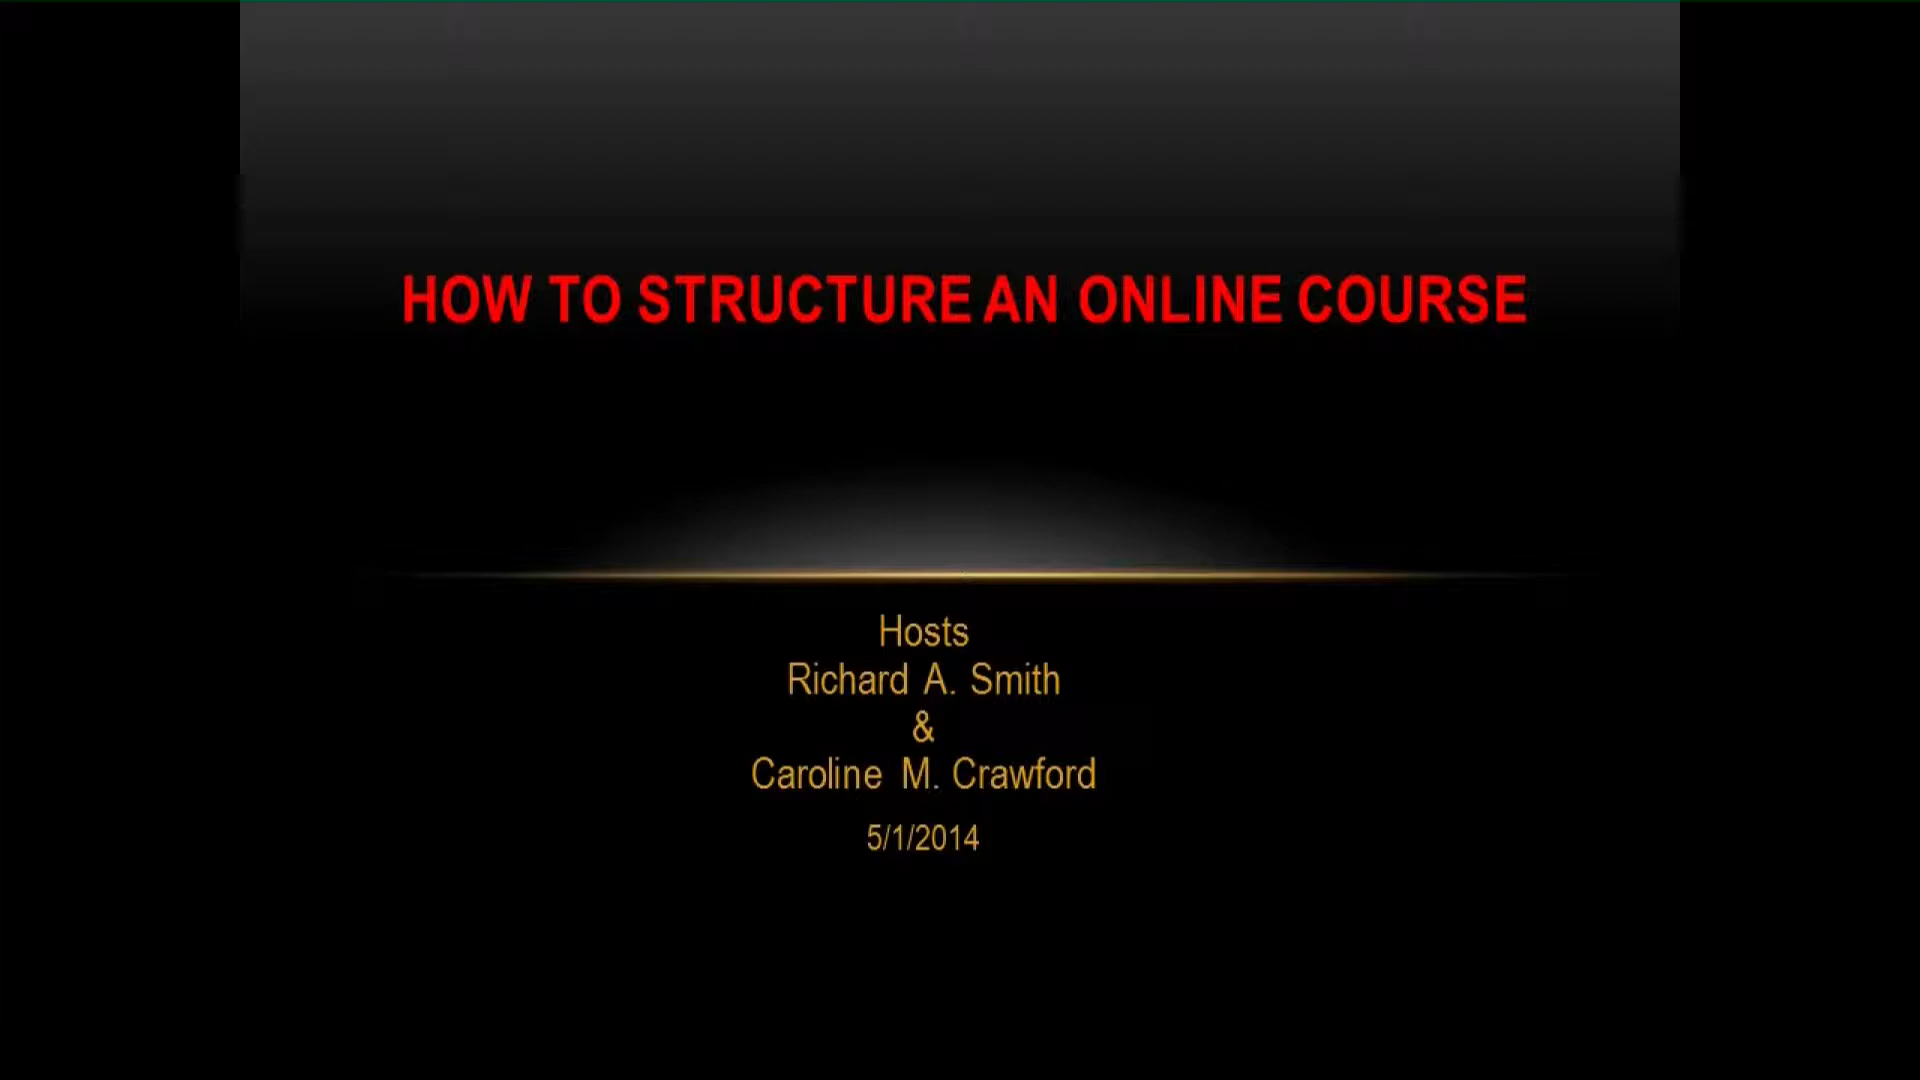 HOW TO STRUCTURE AN ONLINE COURSE
Hosts
Richard A. Smith
&
Caroline M. Crawford
5/1/2014